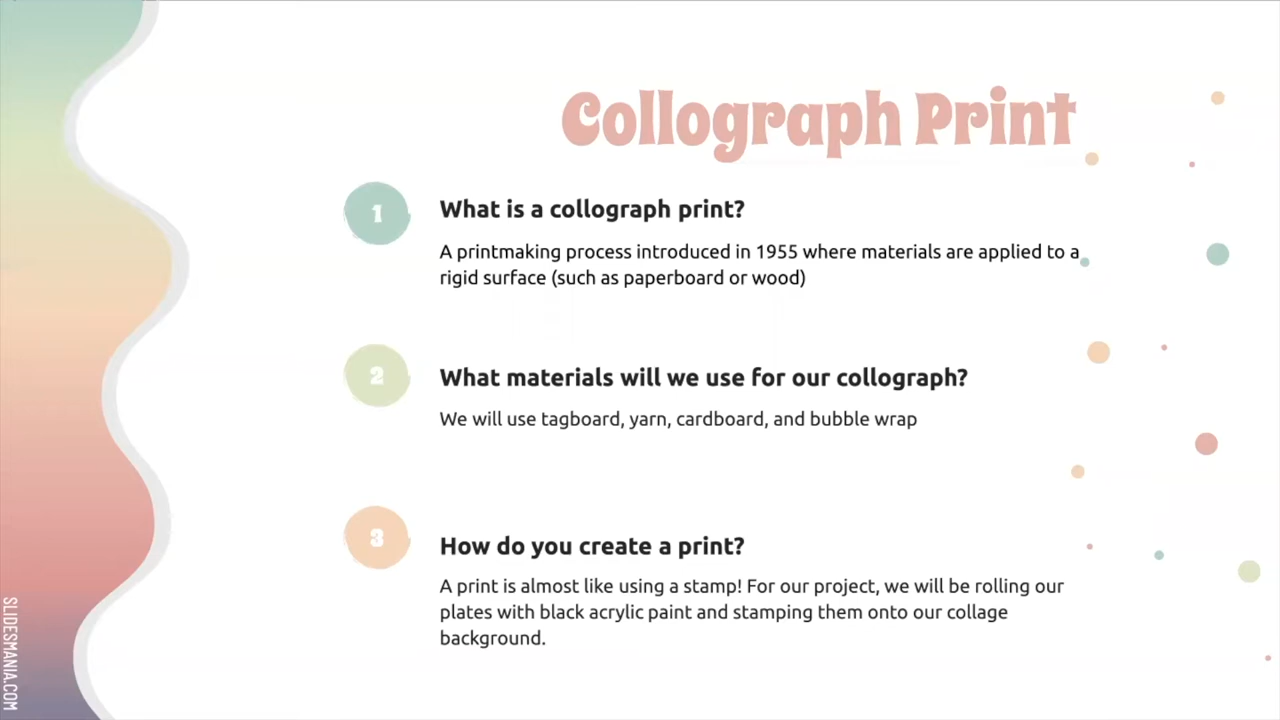 Collograph Print
1
What is a collograph print?
A printmaking process introduced in 1955 where materials are applied to a
rigid surface (such as paperboard or wood)
2
What materials will we use for our collograph?
We will use tagboard, yarn, cardboard, and bubble wrap
3
How do you create a print?
A print is almost like using a stamp! For our project, we will be rolling our
plates with black acrylic paint and stamping them onto our collage
background.
SLIDESMANIA.COM